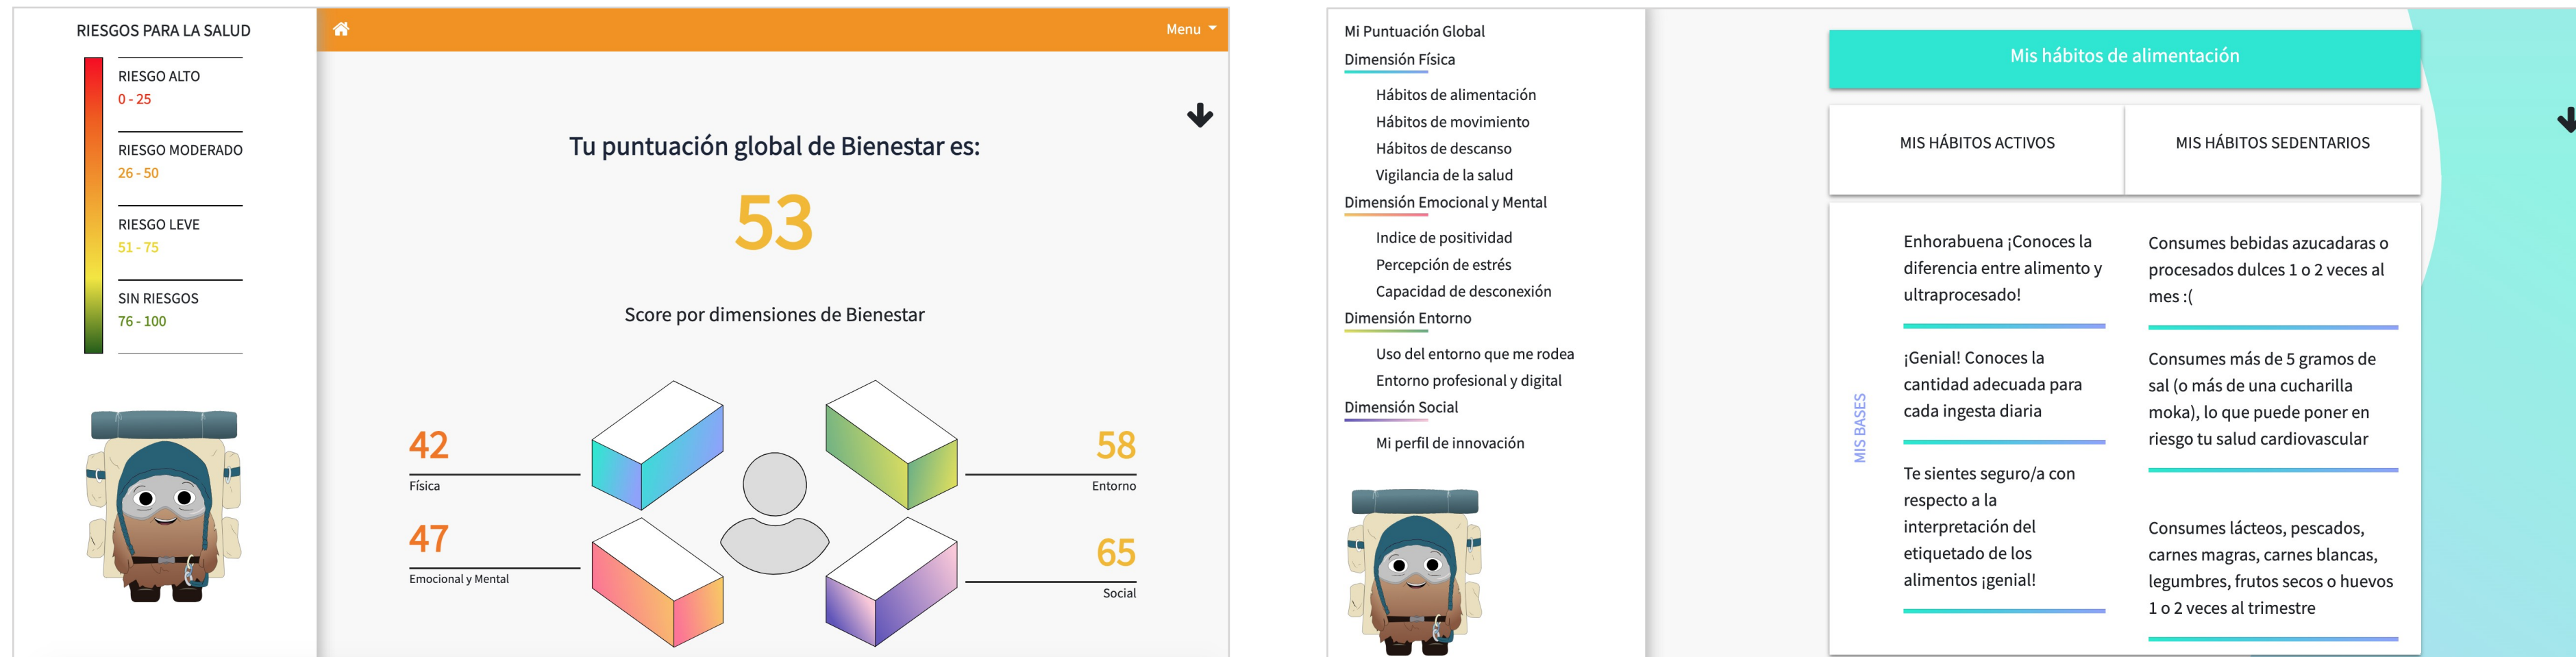 RIESGOS PARA LA SALUD
RIESGO ALTO
0 - 25
RIESGO MODERADO
26 - 50
RIESGO LEVE
51 - 75
SIN RIESGOS
76 - 100
Menu
Tu puntuación global de Bienestar es:
53
Score por dimensiones de Bienestar
42
Física
47
Emocional y Mental
58
Entorno
65
Social
Mi Puntuación Global
Dimensión Física
Hábitos de alimentación
Hábitos de movimiento
Hábitos de descanso
Vigilancia de la salud
Dimensión Emocional y Mental
Indice de positividad
Percepción de estrés
Capacidad de desconexión
Dimensión Entorno
Uso del entorno que me rodea
Entorno profesional y digital
Dimensión Social
Mi perfil de innovación
Mis hábitos de alimentación
MIS HÁBITOS ACTIVOS
MIS HÁBITOS SEDENTARIOS
MIS BASES
Enhorabuena ¡Conoces la
diferencia entre alimento y
ultraprocesado!
¡Genial! Conoces la
cantidad adecuada para
cada ingesta diaria
Te sientes seguro/a con
respecto a la
interpretación del
etiquetado de los
alimentos ¡genial!
Consumes bebidas azucadaras o
procesados dulces 1 o 2 veces al
mes :(
Consumes más de 5 gramos de
sal (o más de una cucharilla
moka), lo que puede poner en
riesgo tu salud cardiovascular
Consumes lácteos, pescados,
carnes magras, carnes blancas,
legumbres, frutos secos o huevos
1 o 2 veces al trimestre